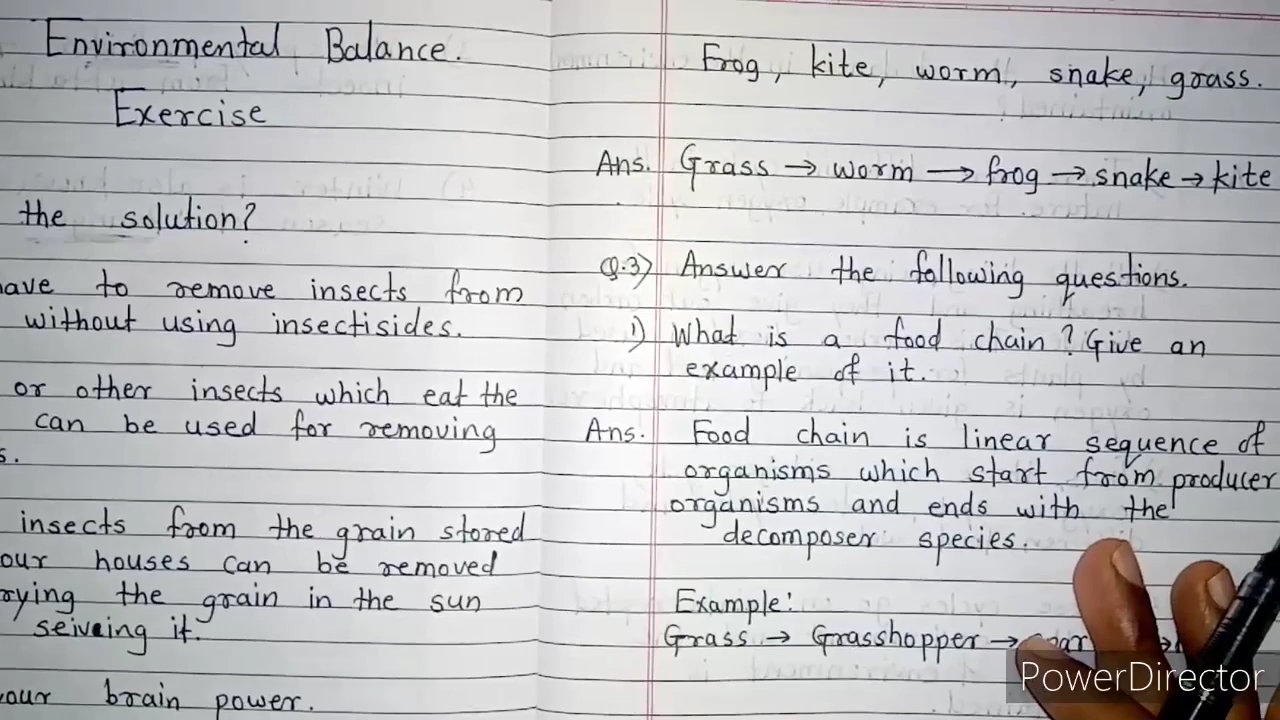 Environmental Balance.
Exercise
the solution?
have to remove insects from
without using insectisides.
or other insects which eat the
can be used for removing
s.
insects from the grain stored
our houses can be removed
rying the grain in the sun
seiveing it.
our brain power.
Frog, kite, worm, snake, grass.
Ans. Grass → worm → frog → snake → kite
Q.3) Answer the following questions.
1) What is a food chain? Give an
example of it.
Ans. Food chain is linear sequence of
organisms which start from producer
organisms and ends with the
decomposer species.
Example:
Grass → Grasshopper →
PowerDirector